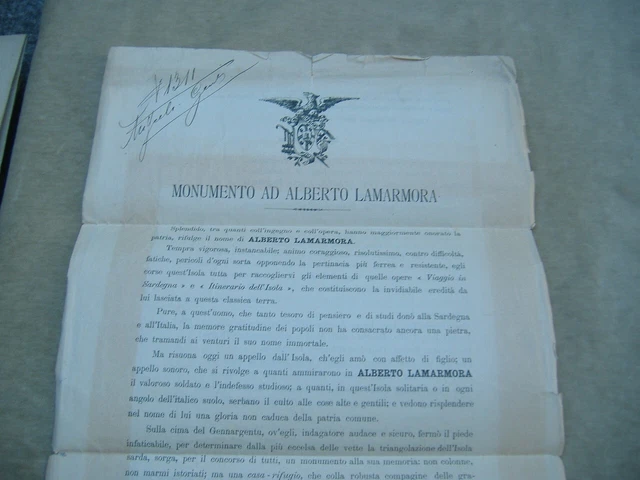 1311
MONUMENTO AD ALBERTO LAMARMORA
Splendido, tra quanti coll'ingegno e coll'opera, hanno maggiormente onorato la
patria, rifulge il nome di ALBERTO LAMARMORA.
Tempra vigorosa, instancabile; animo coraggioso, risolutissimo, contro difficoltà,
fatiche, pericoli d'ogni sorta opponendo la pertinacia più ferrea e resistente, egli
corse quest'Isola tutta per raccogliervi gli elementi di quelle opere « Viaggio in
Sardegna » e « Itinerario dell'Isola », che costituiscono la invidiabile eredità da
lui lasciata a questa classica terra.
Pure, a quest'uomo, che tanto tesoro di pensiero e di studi donò alla Sardegna
e all'Italia, la memore gratitudine dei popoli non ha consacrato ancora una pietra,
che tramandi ai venturi il suo nome immortale.
Ma risuona oggi un appello dall'Isola, ch'egli amò con affetto di figlio; un
appello sonoro, che si rivolge a quanti ammirarono in ALBERTO LAMARMORA
il valoroso soldato e l'indefesso studioso; a quanti, in quest'Isola solitaria o in ogni
angolo dell'italico suolo, serbano il culto alle cose alte e gentili; e vedono risplendere
nel nome di lui una gloria non caduca della patria comune.
Sulla cima del Gennargentu, ov'egli, indagatore audace e sicuro, fermò il piede
infaticabile, per determinare dalla più eccelsa delle vette la triangolazione dell'Isola
sarda, sorga, per il concorso di tutti, un monumento alla sua memoria: non colonne,
non marmi istoriati; ma una casa-rifugio, che colla robusta compagine delle